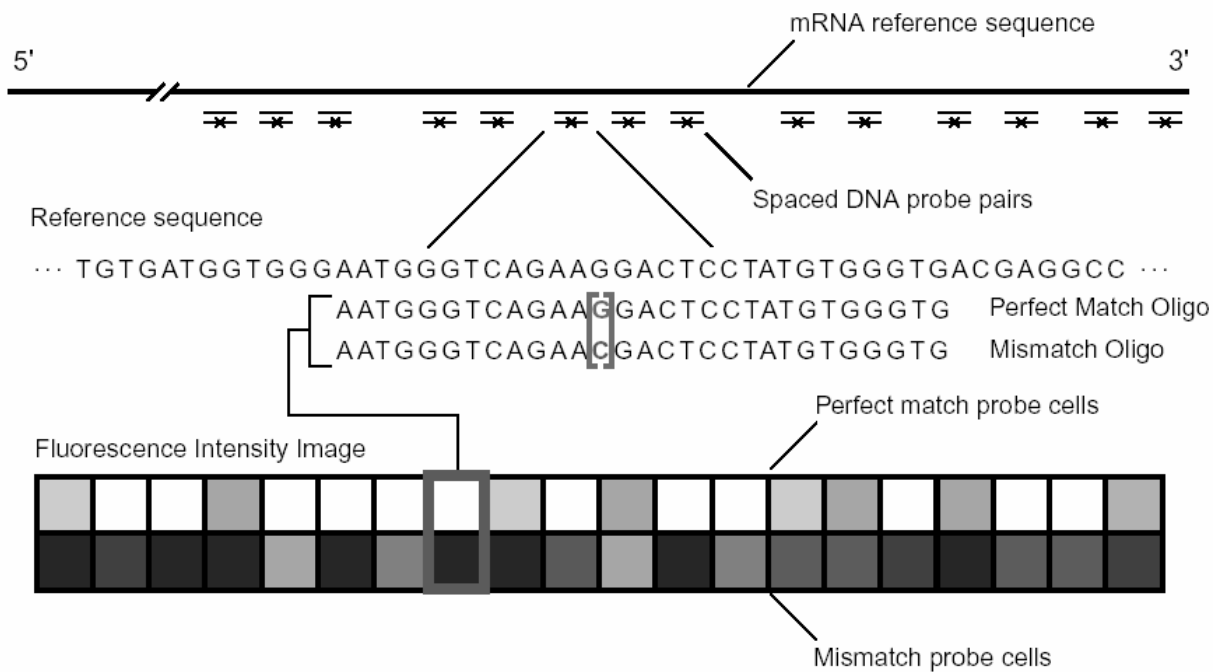 mRNA reference sequence
5' 3'
Spaced DNA probe pairs
Reference sequence
··· TGTGATGGTGGGAATGGGTCAGAAGGACTCCTATGTGGGTGACGAGGCC ···
AATGGGTCAGAAGGACTCCTATGTGGGTG Perfect Match Oligo
AATGGGTCAGAACGACTCCTATGTGGGTG Mismatch Oligo
Perfect match probe cells
Fluorescence Intensity Image
Mismatch probe cells